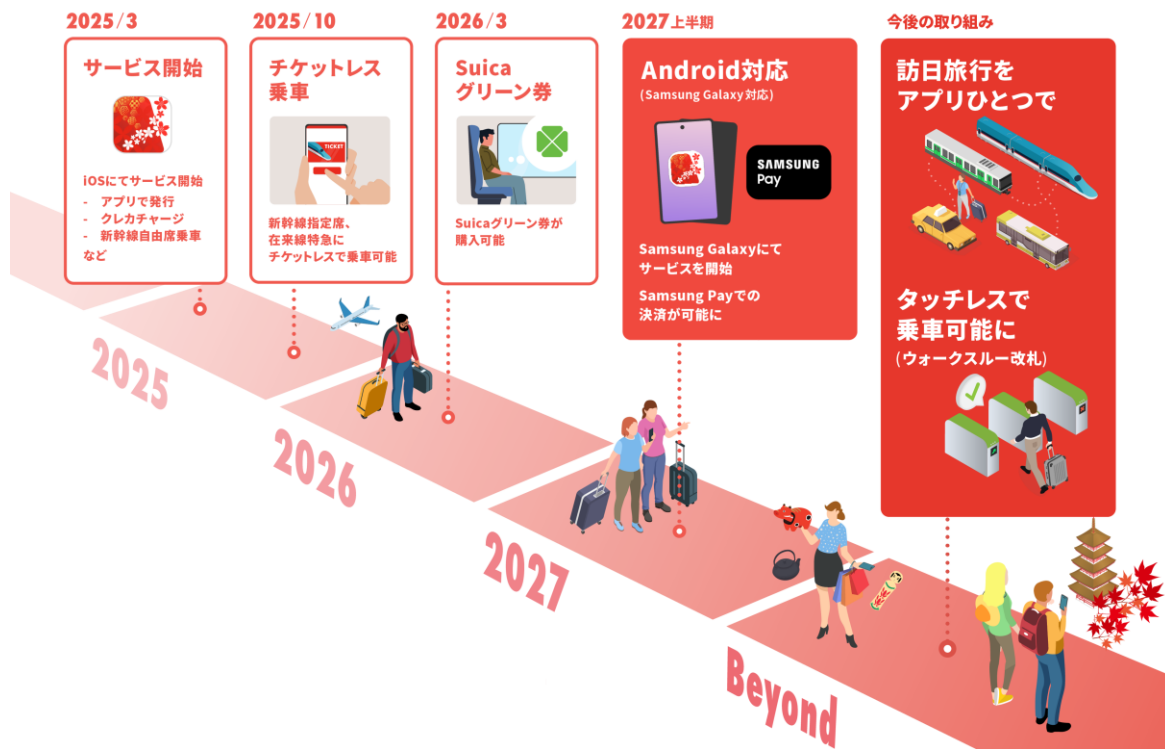 2025/3
サービス開始
iOSにてサービス開始
- アプリで発行
- クレカチャージ
- 新幹線自由席乗車
など
2025/10
チケットレス
乗車
TICKET
新幹線指定席、
在来線特急に
チケットレスで乗車可能
2026/3
Suica
グリーン券
Suicaグリーン券が
購入可能
2027上半期
Android対応
(Samsung Galaxy対応)
SAMSUNG
Pay
Samsung Galaxyにて
サービスを開始
Samsung Payでの
決済が可能に
今後の取り組み
訪日旅行を
アプリひとつで
タッチレスで
乗車可能に
(ウォークスルー改札)
2025
2026
2027
Beyond